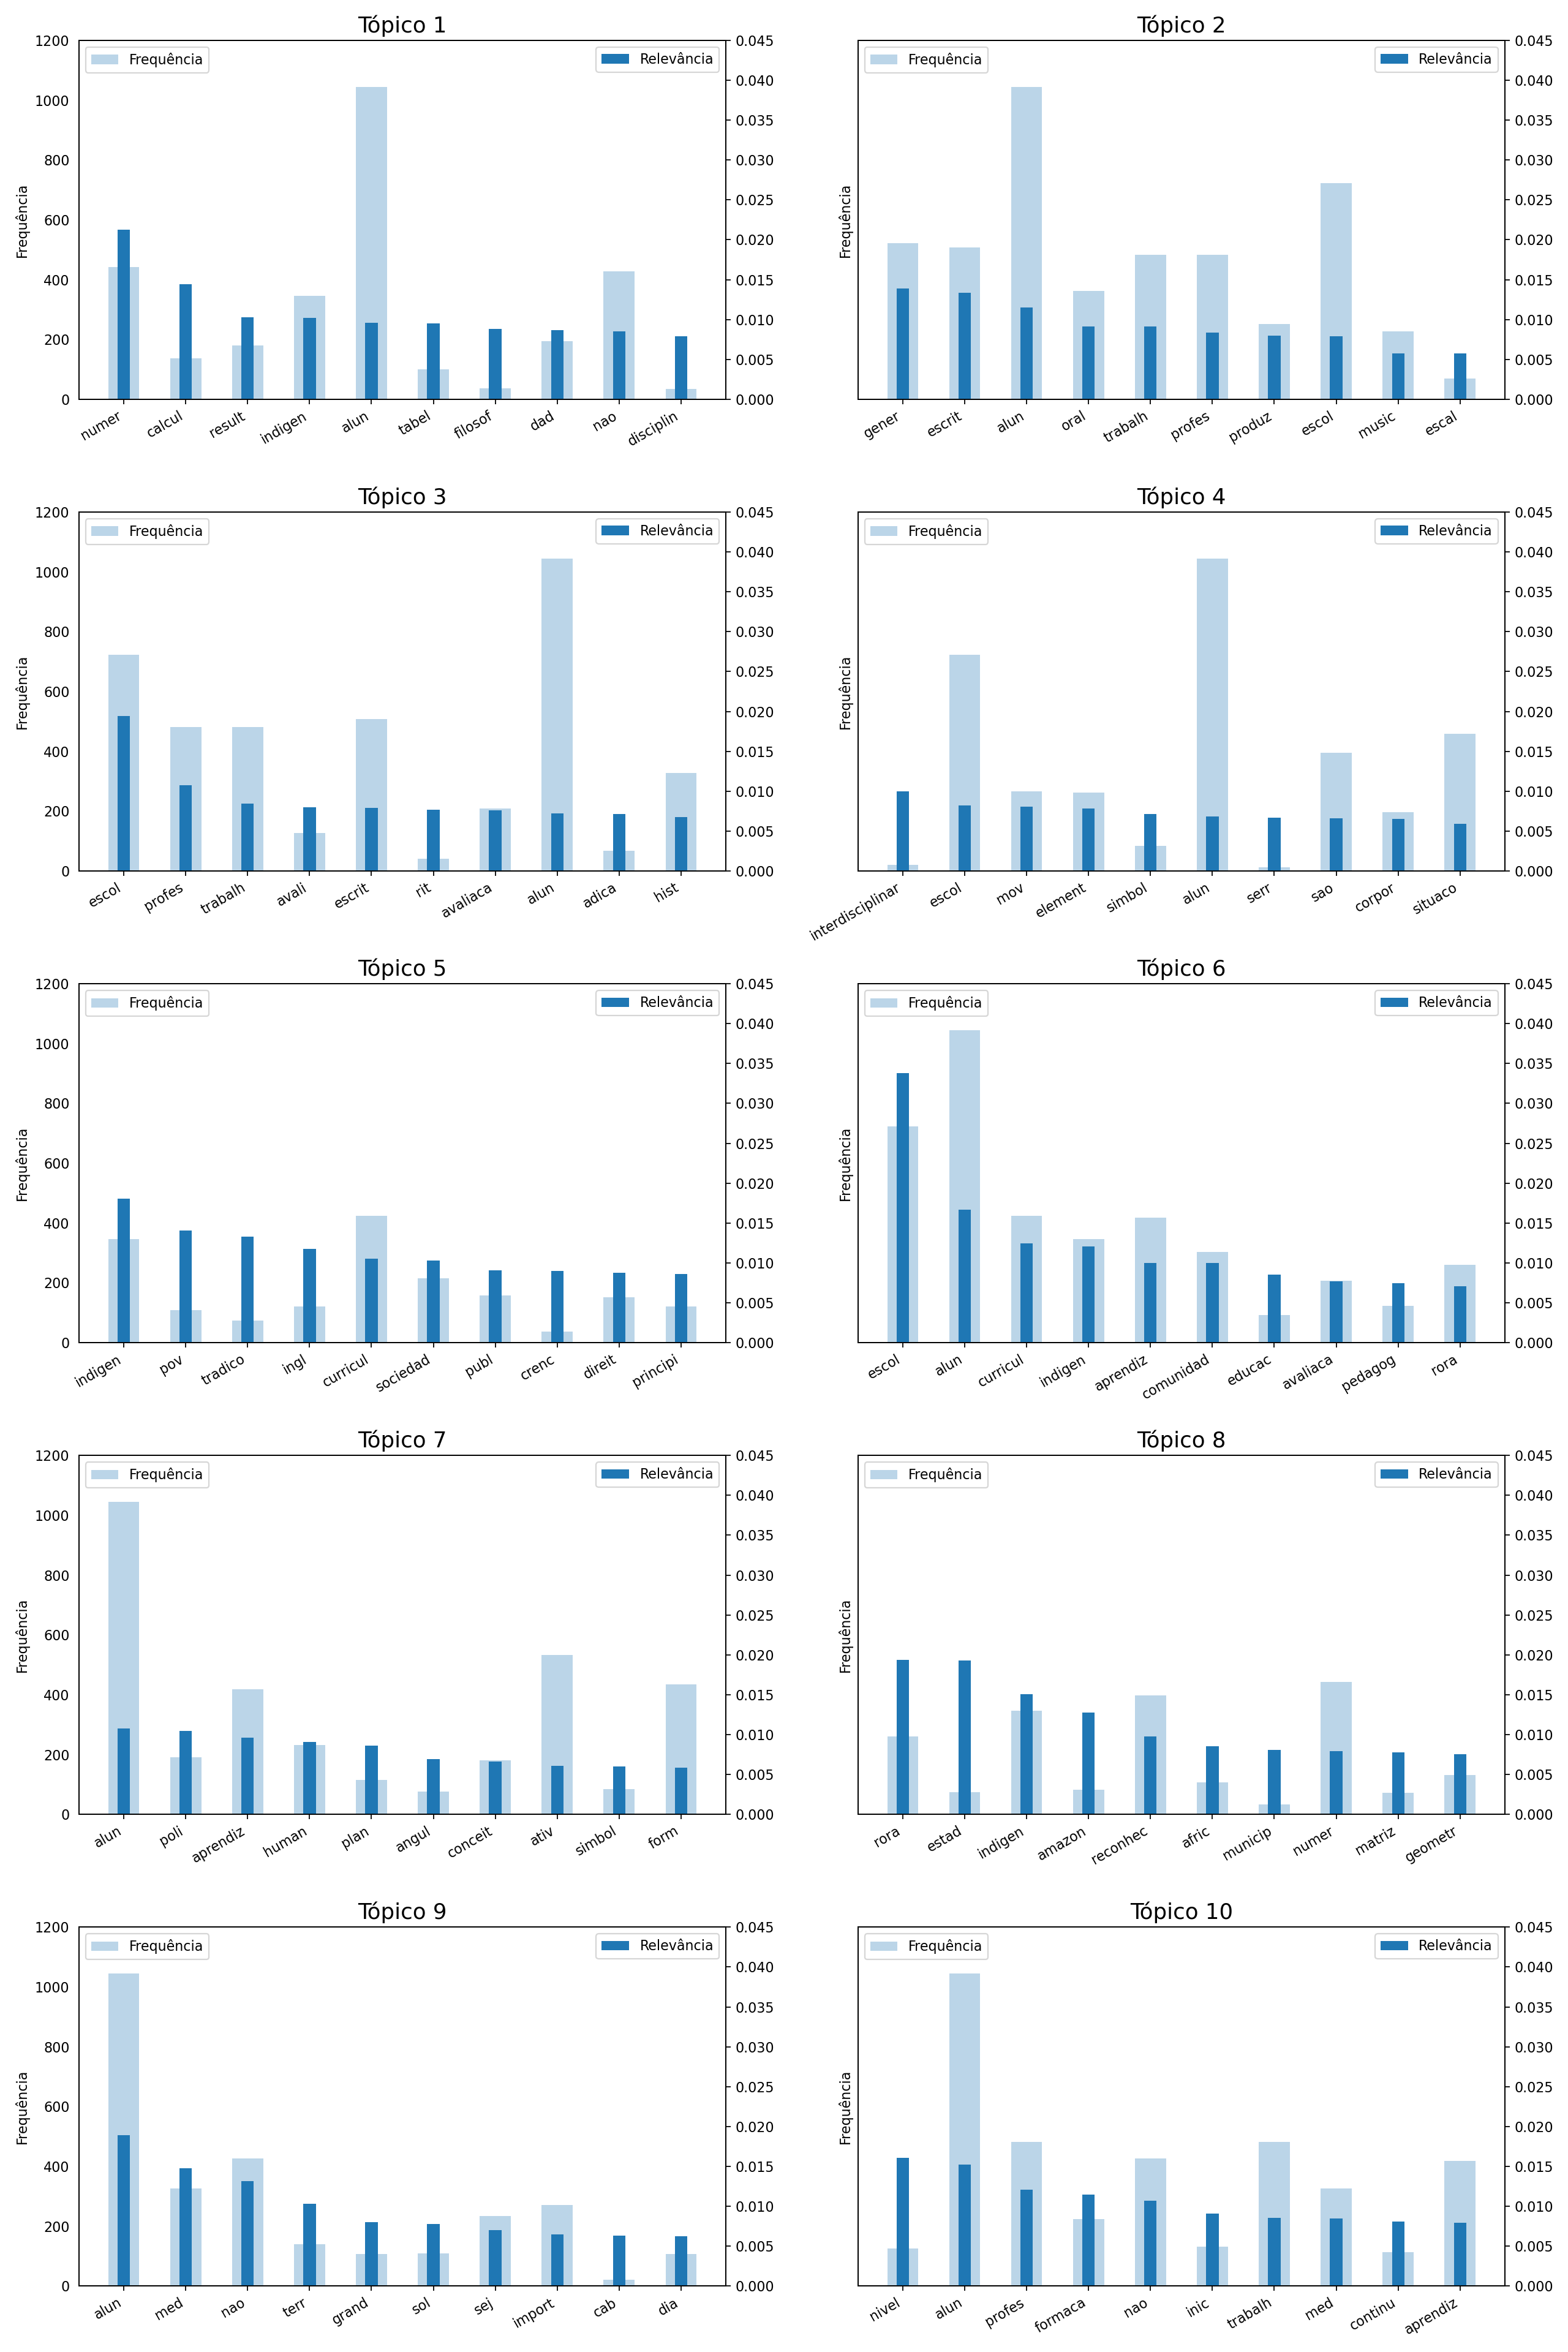 Tópico 1
Frequência
Relevância
Frequência
1200
1000
800
600
400
200
0
0.045
0.040
0.035
0.030
0.025
0.020
0.015
0.010
0.005
0.000
numer calcul result indigen alun tabel filosof dad nao disciplin
Tópico 2
Frequência
Relevância
Frequência
0.045
0.040
0.035
0.030
0.025
0.020
0.015
0.010
0.005
0.000
gener escrit alun oral trabalh profes produz escol music escal
Tópico 3
Frequência
Relevância
Frequência
1200
1000
800
600
400
200
0
0.045
0.040
0.035
0.030
0.025
0.020
0.015
0.010
0.005
0.000
escol profes trabalh avali escrit rit avaliaca alun adica hist
Tópico 4
Frequência
Relevância
Frequência
0.045
0.040
0.035
0.030
0.025
0.020
0.015
0.010
0.005
0.000
interdisciplinar escol mov element simbol alun serr sao corpor situaco
Tópico 5
Frequência
Relevância
Frequência
1200
1000
800
600
400
200
0
0.045
0.040
0.035
0.030
0.025
0.020
0.015
0.010
0.005
0.000
indigen pov tradico ingl curricul sociedad publ crenc direit principi
Tópico 6
Frequência
Relevância
Frequência
0.045
0.040
0.035
0.030
0.025
0.020
0.015
0.010
0.005
0.000
escol alun curricul indigen aprendiz comunidad educac avaliaca pedagog rora
Tópico 7
Frequência
Relevância
Frequência
1200
1000
800
600
400
200
0
0.045
0.040
0.035
0.030
0.025
0.020
0.015
0.010
0.005
0.000
alun poli aprendiz human plan angul conceit ativ simbol form
Tópico 8
Frequência
Relevância
Frequência
0.045
0.040
0.035
0.030
0.025
0.020
0.015
0.010
0.005
0.000
rora estad indigen amazon reconhec afric municip numer matriz geometr
Tópico 9
Frequência
Relevância
Frequência
1200
1000
800
600
400
200
0
0.045
0.040
0.035
0.030
0.025
0.020
0.015
0.010
0.005
0.000
alun med nao terr grand sol sej import cab dia
Tópico 10
Frequência
Relevância
Frequência
0.045
0.040
0.035
0.030
0.025
0.020
0.015
0.010
0.005
0.000
nivel alun profes formaca nao inic trabalh med continu aprendiz